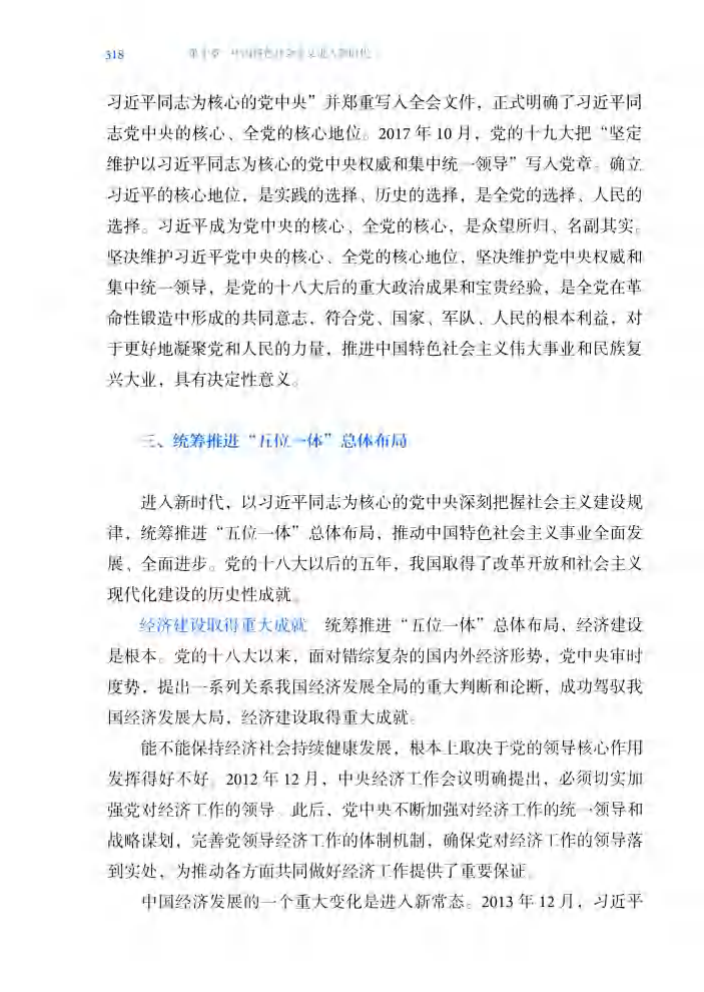 318 第十章 中国特色社会主义进入新时代
习近平同志为核心的党中央”并郑重写入全会文件，正式明确了习近平同
志党中央的核心、全党的核心地位。2017 年 10 月，党的十九大把“坚定
维护以习近平同志为核心的党中央权威和集中统一领导”写入党章。确立
习近平的核心地位，是实践的选择、历史的选择，是全党的选择、人民的
选择。习近平成为党中央的核心、全党的核心，是众望所归、名副其实。
坚决维护习近平党中央的核心、全党的核心地位，坚决维护党中央权威和
集中统一领导，是党的十八大后的重大政治成果和宝贵经验，是全党在革
命性锻造中形成的共同意志，符合党、国家、军队、人民的根本利益，对
于更好地凝聚党和人民的力量，推进中国特色社会主义伟大事业和民族复
兴大业，具有决定性意义。
三、统筹推进“五位一体”总体布局
进入新时代，以习近平同志为核心的党中央深刻把握社会主义建设规
律，统筹推进“五位一体”总体布局，推动中国特色社会主义事业全面发
展、全面进步。党的十八大以后的五年，我国取得了改革开放和社会主义
现代化建设的历史性成就。
经济建设取得重大成就 统筹推进“五位一体”总体布局，经济建设
是根本。党的十八大以来，面对错综复杂的国内外经济形势，党中央审时
度势，提出一系列关系我国经济发展全局的重大判断和论断，成功驾驭我
国经济发展大局，经济建设取得重大成就。
能不能保持经济社会持续健康发展，根本上取决于党的领导核心作用
发挥得好不好。2012 年 12 月，中央经济工作会议明确提出，必须切实加
强党对经济工作的领导。此后，党中央不断加强对经济工作的统一领导和
战略谋划，完善党领导经济工作的体制机制，确保党对经济工作的领导落
到实处，为推动各方面共同做好经济工作提供了重要保证。
中国经济发展的一个重大变化是进入新常态。2013 年 12 月，习近平